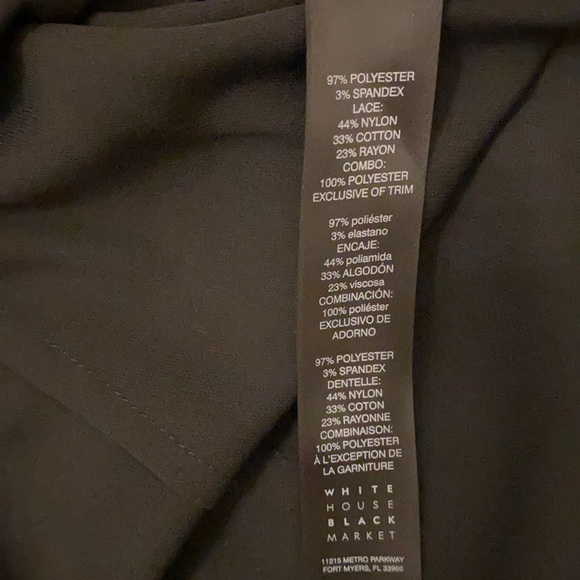 97% POLYESTER
3% SPANDEX
LACE:
44% NYLON
33% COTTON
23% RAYON
COMBO:
100% POLYESTER
EXCLUSIVE OF TRIM
97% poliéster
3% elastano
ENCAJE:
44% poliamida
33% ALGODÓN
23% viscosa
COMBINACIÓN:
100% poliéster
EXCLUSIVO DE
ADORNO
97% POLYESTER
3% SPANDEX
DENTELLE:
44% NYLON
33% COTON
23% RAYONNE
COMBINAISON:
100% POLYESTER
À L'EXCEPTION DE
LA GARNITURE
WHITE
HOUSE
BLACK
MARKET
11215 METRO PARKWAY
FORT MYERS, FL 33966